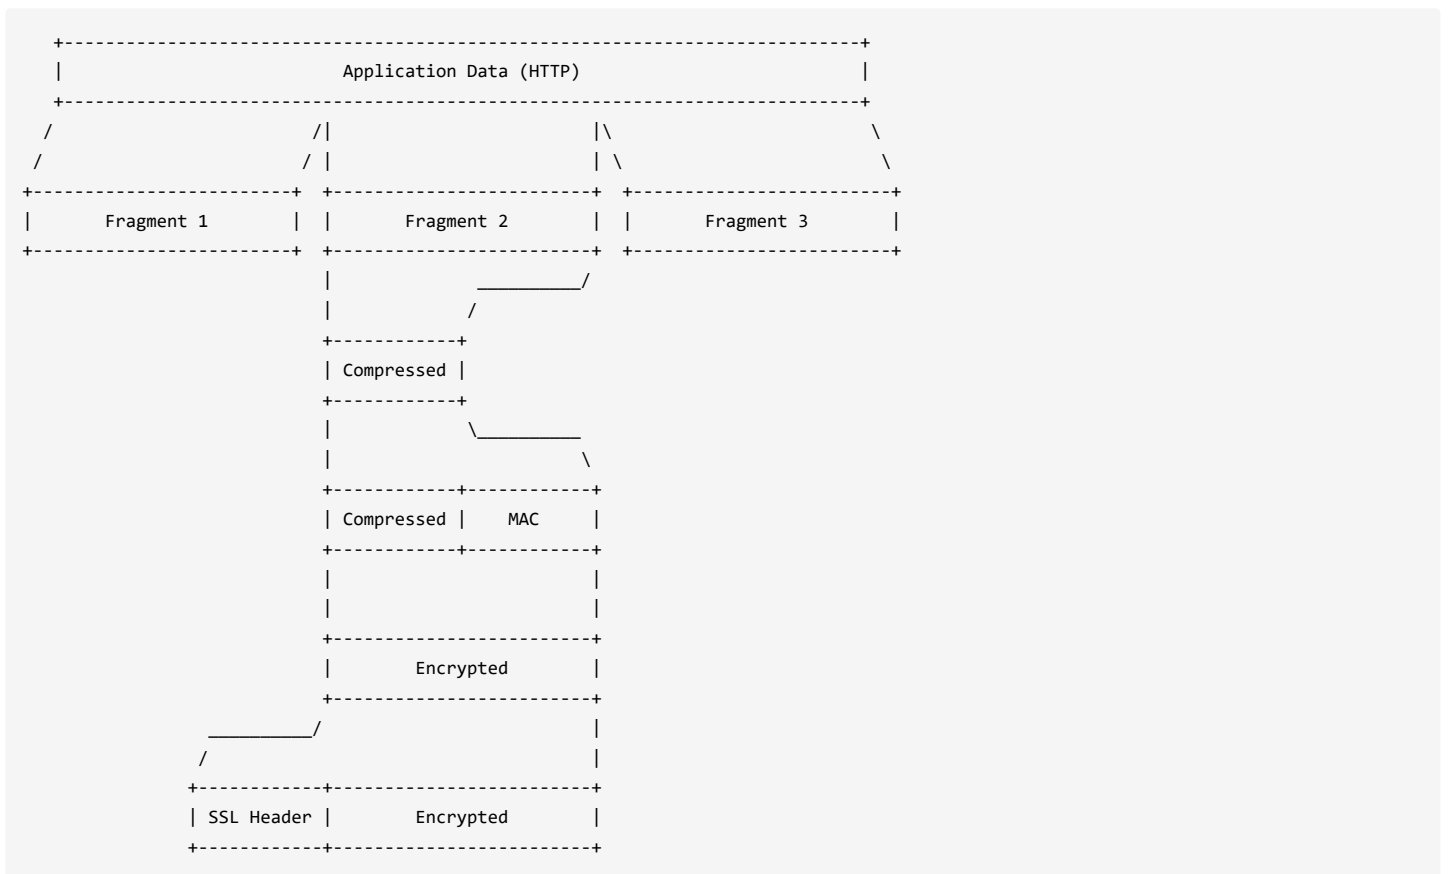 Application Data (HTTP)
Fragment 1 Fragment 2 Fragment 3
Compressed
Compressed MAC
Encrypted
SSL Header Encrypted